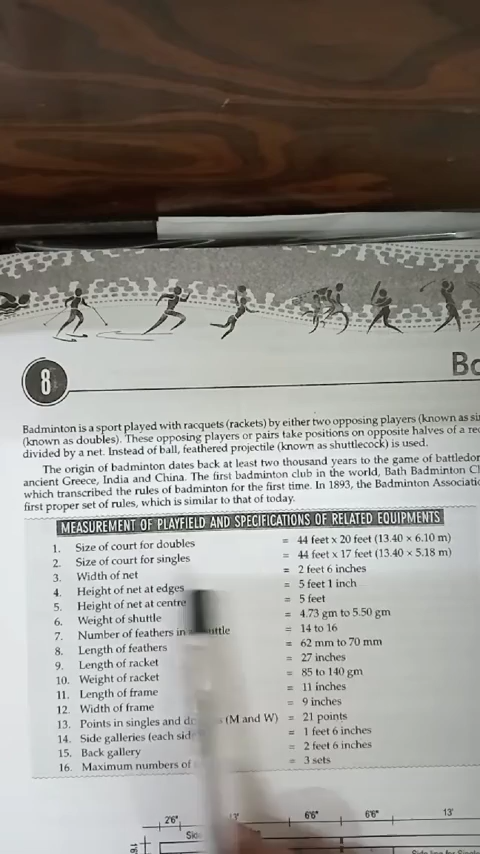 8
Badminton is a sport played with racquets (rackets) by either two opposing players (known as
(known as doubles). These opposing players or pairs take positions on opposite halves of a
divided by a net. Instead of ball, feathered projectile (known as shuttlecock) is used.
The origin of badminton dates back at least two thousand years to the game of
ancient Greece, India and China. The first badminton club in the world, Bath Badminton
which transcribed the rules of badminton for the first time. In 1893, the Badminton
first proper set of rules, which is similar to that of today.
MEASUREMENT OF PLAYFIELD AND SPECIFICATIONS OF RELATED EQUIPMENTS
1. Size of court for doubles = 44 feet x 20 feet (13.40 × 6.10 m)
2. Size of court for singles = 44 feet x 17 feet (13.40 × 5.18 m)
3. Width of net = 2 feet 6 inches
4. Height of net at edges = 5 feet 1 inch
5. Height of net at centre = 5 feet
6. Weight of shuttle = 4.73 gm to 5.50 gm
7. Number of feathers in = 14 to 16
8. Length of feathers = 62 mm to 70 mm
9. Length of racket = 27 inches
10. Weight of racket = 85 to 140 gm
11. Length of frame = 11 inches
12. Width of frame = 9 inches
13. Points in singles and (M and W) = 21 points
14. Side galleries (each = 1 feet 6 inches
15. Back gallery = 2 feet 6 inches
16. Maximum numbers of = 3 sets
2'6" 6'6" 6'6" 13'
Side line for